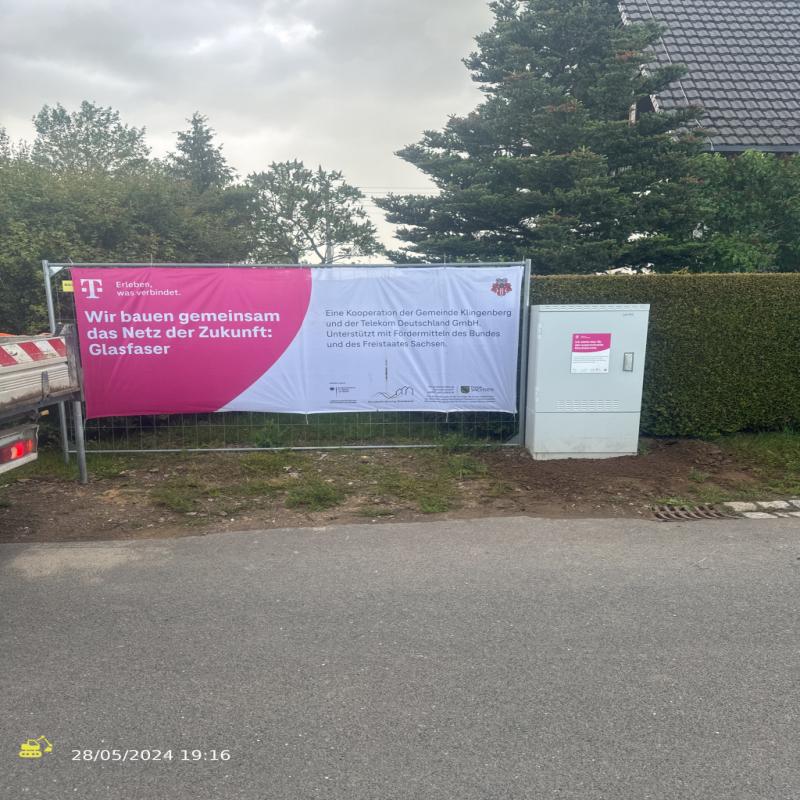 T
Erleben,
was verbindet.
Wir bauen gemeinsam
das Netz der Zukunft:
Glasfaser
Eine Kooperation der Gemeinde Klingenberg
und der Telekom Deutschland GmbH.
Unterstützt mit Fördermitteln des Bundes
und des Freistaates Sachsen.
SACHSEN
28/05/2024 19:16